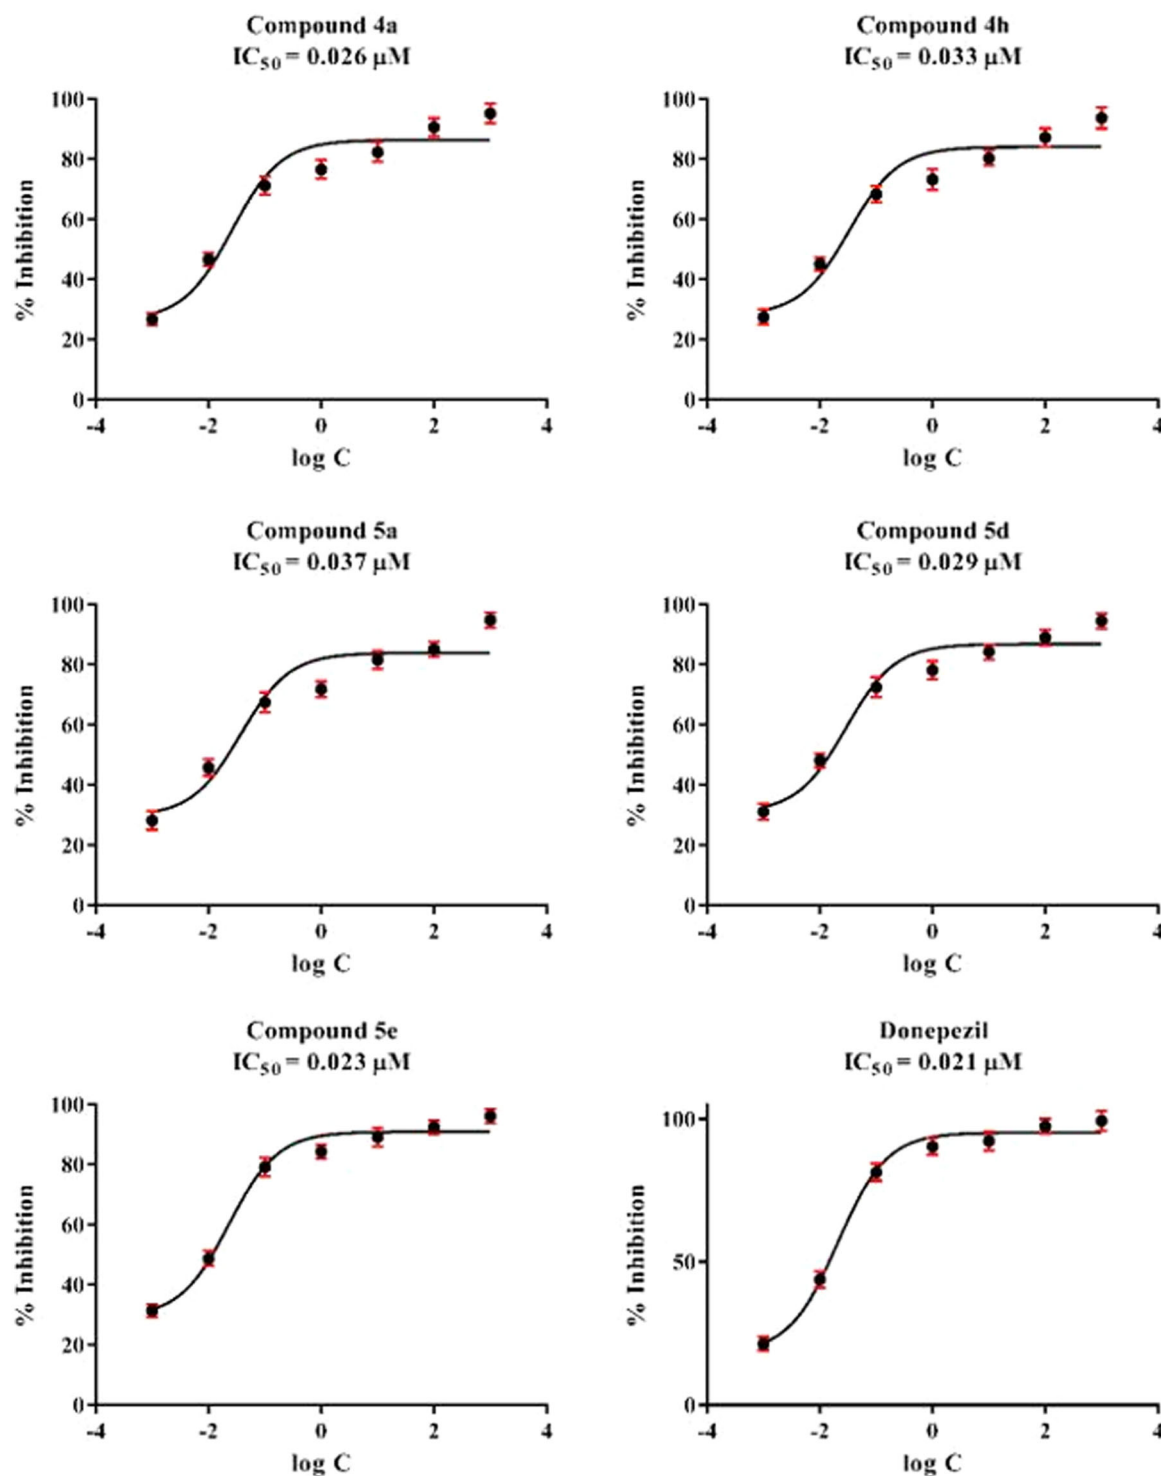 Compound 4a
IC50 = 0.026 μM
100
80
60
40
20
0
% Inhibition
-4 -2 0 2 4
log C
Compound 4h
IC50 = 0.033 μM
100
80
60
40
20
0
% Inhibition
-4 -2 0 2 4
log C
Compound 5a
IC50 = 0.037 μM
100
80
60
40
20
0
% Inhibition
-4 -2 0 2 4
log C
Compound 5d
IC50 = 0.029 μM
100
80
60
40
20
0
% Inhibition
-4 -2 0 2 4
log C
Compound 5e
IC50 = 0.023 μM
100
80
60
40
20
0
% Inhibition
-4 -2 0 2 4
log C
Donepezil
IC50 = 0.021 μM
100
50
0
% Inhibition
-4 -2 0 2 4
log C